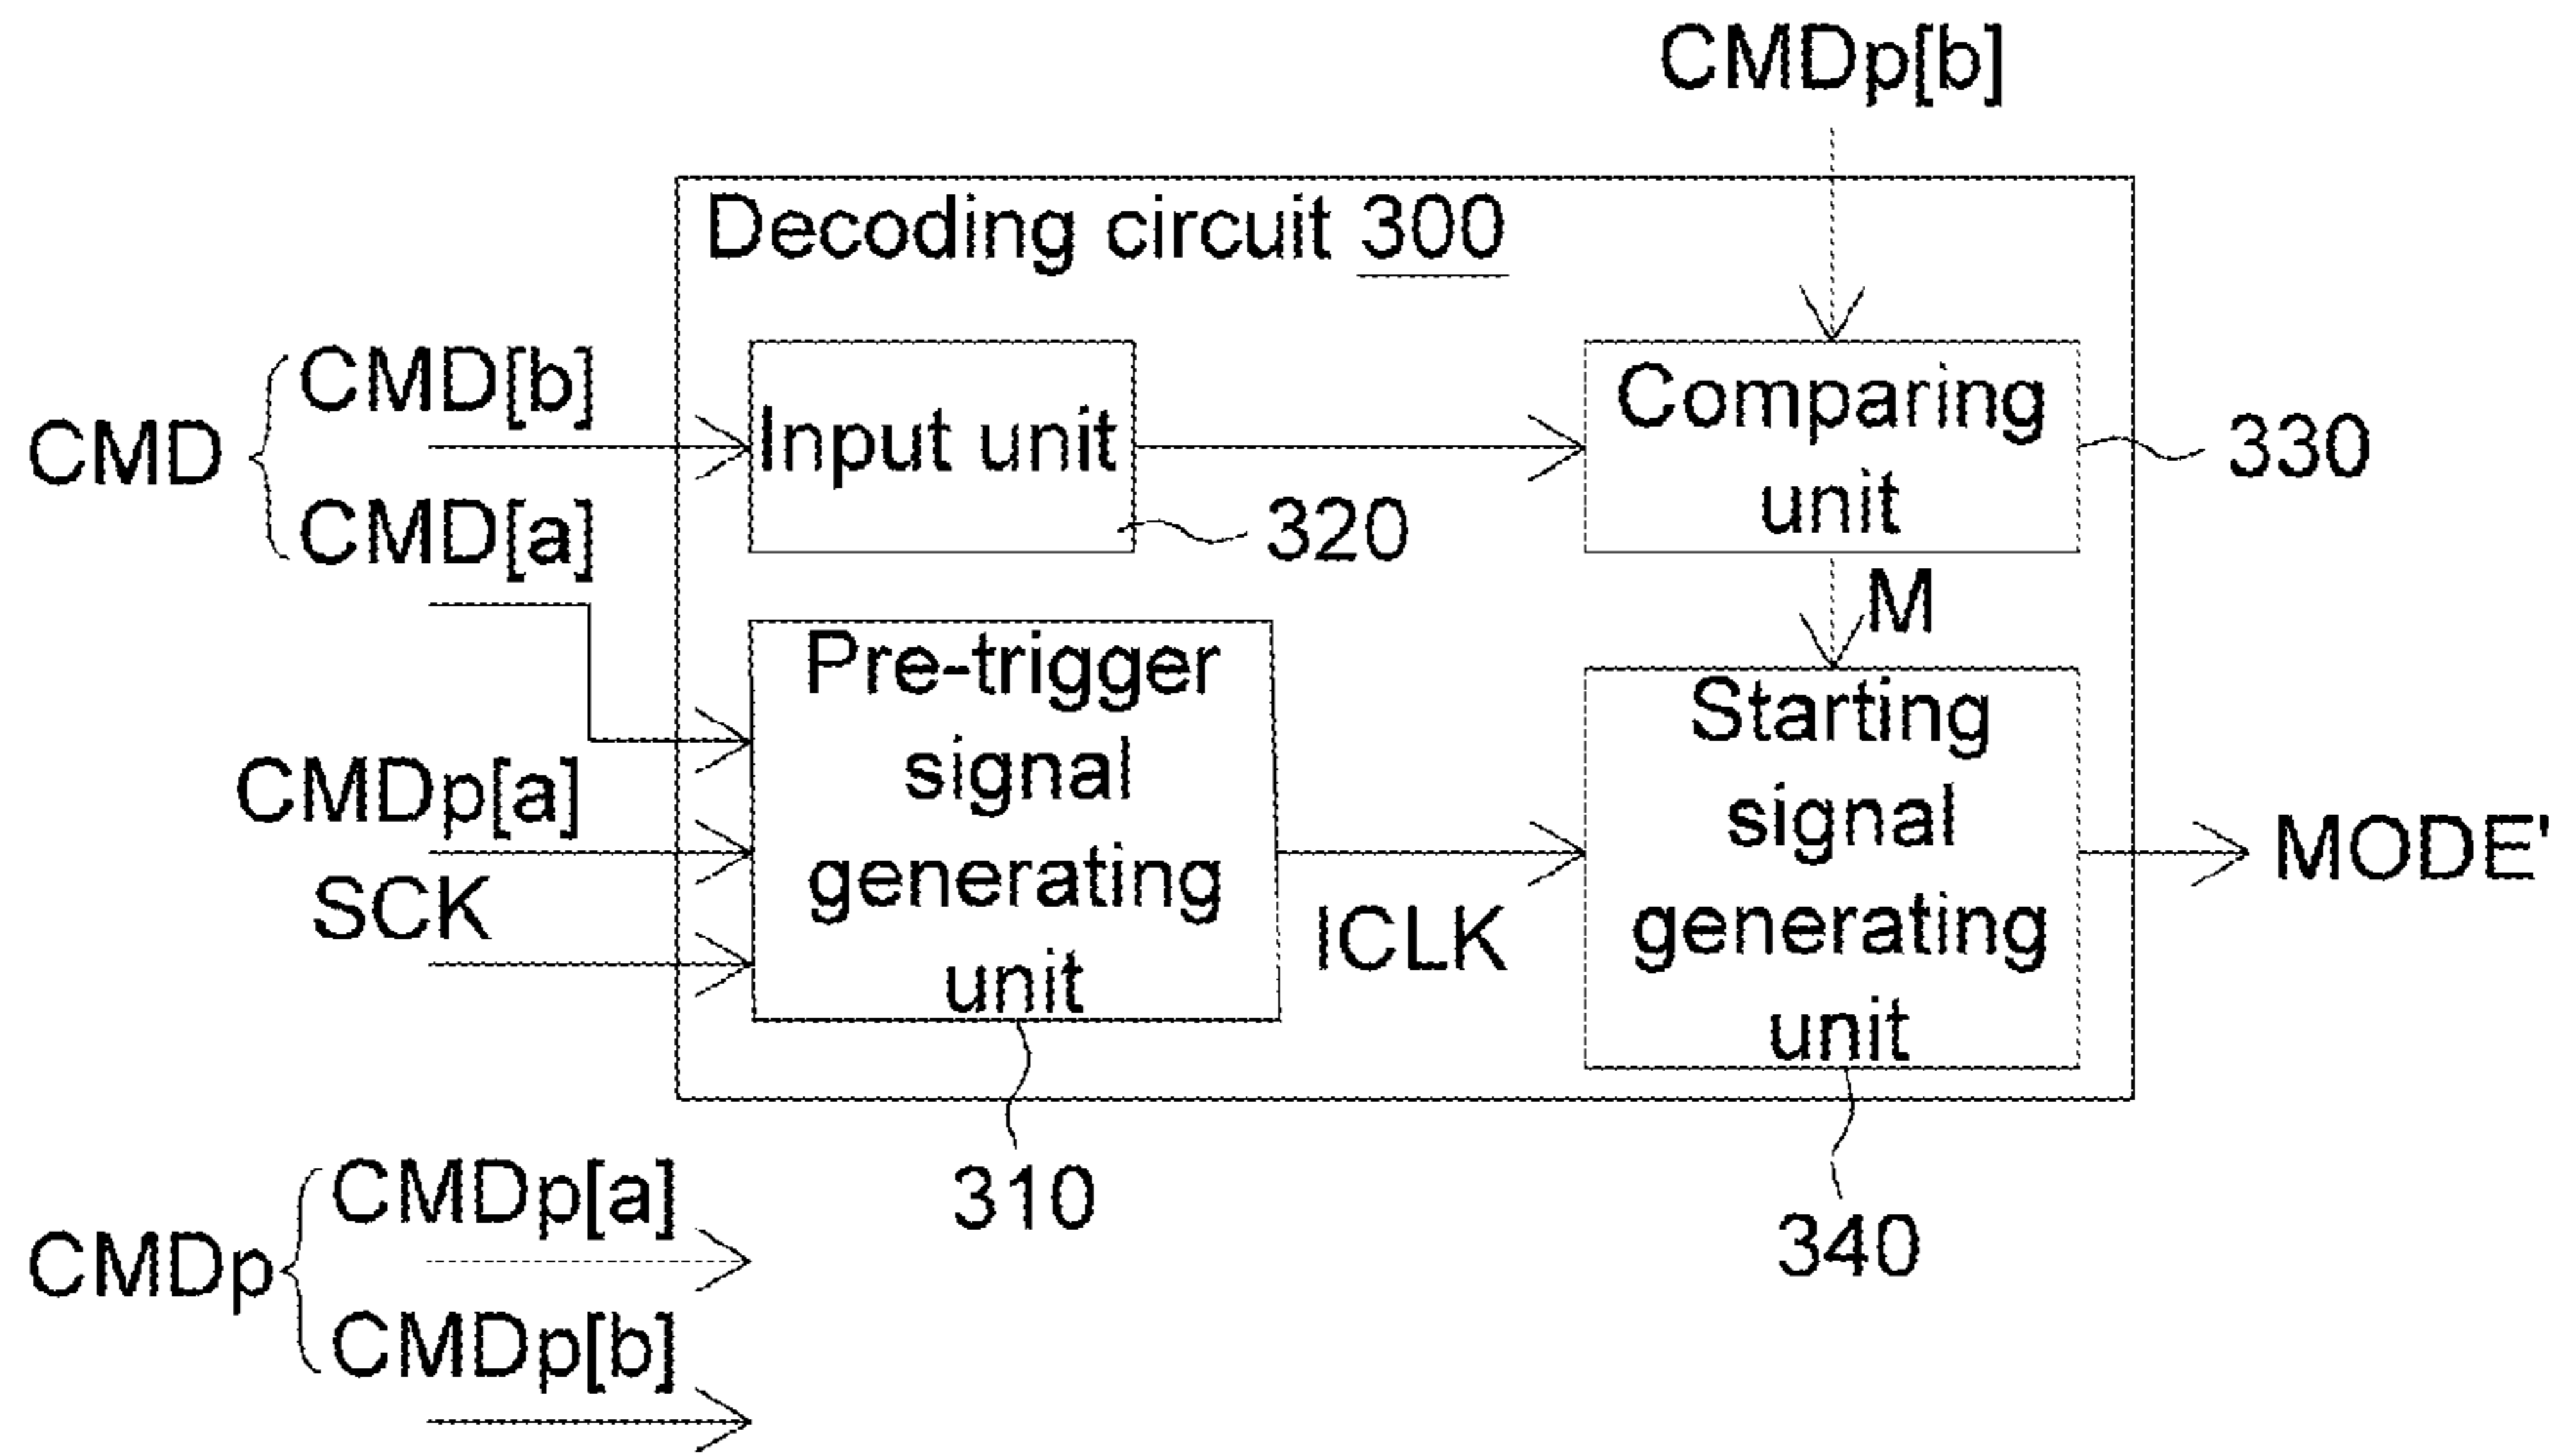 CMDp[b]
Decoding circuit 300
CMD
CMD[b]
CMD[a]
Input unit
320
Comparing
unit
330
M
CMDp[a]
SCK
Pre-trigger
signal
generating
unit
310
ICLK
Starting
signal
generating
unit
340
MODE'
CMDp
CMDp[a]
CMDp[b]